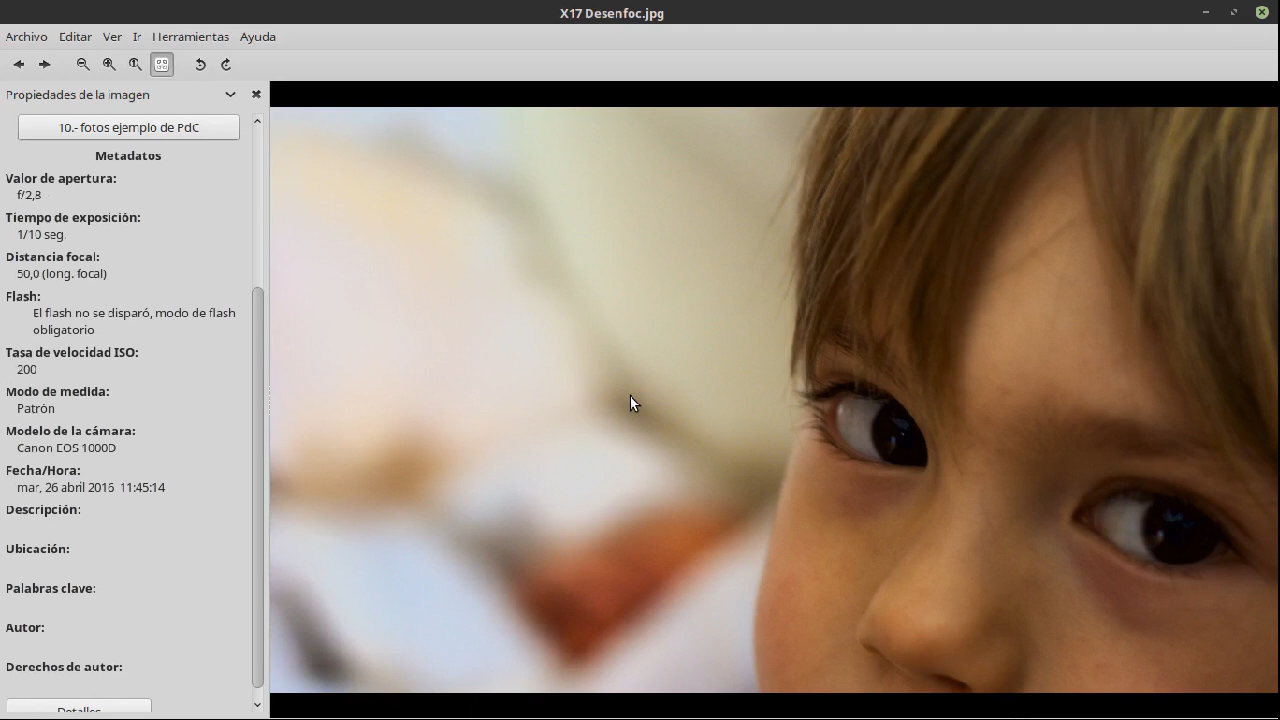 X17 Desenfoc.jpg
Archivo Editar Ver Ir Herramientas Ayuda
Propiedades de la imagen
10.- fotos ejemplo de PdC
Metadatos
Valor de apertura:
f/2,8
Tiempo de exposición:
1/10 seg.
Distancia focal:
50,0 (long. focal)
Flash:
El flash no se disparó, modo de flash
obligatorio
Tasa de velocidad ISO:
200
Modo de medida:
Patrón
Modelo de la cámara:
Canon EOS 1000D
Fecha/Hora:
mar, 26 abril 2016 11:45:14
Descripción:
Ubicación:
Palabras clave:
Autor:
Derechos de autor:
Detalles